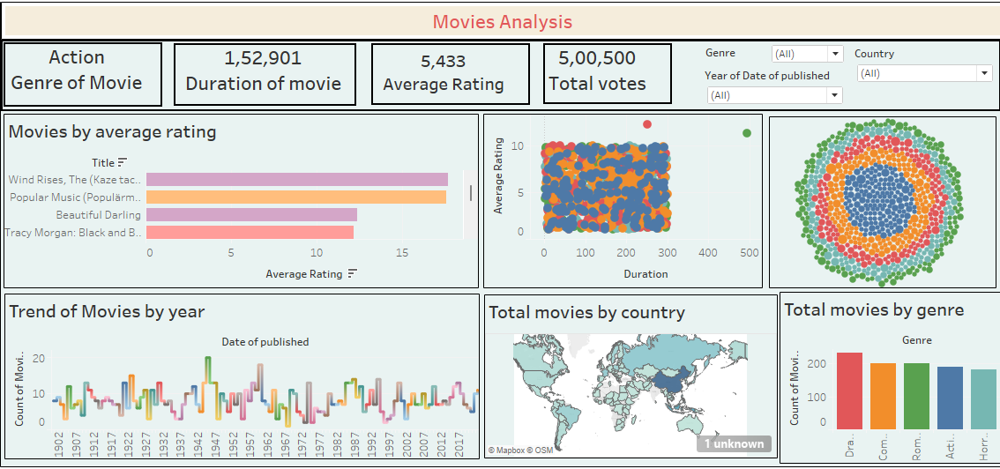 Movies Analysis
Action
Genre of Movie
1,52,901
Duration of movie
5,433
Average Rating
5,00,500
Total votes
Genre
(All)
Country
(All)
Year of Date of published
(All)
Movies by average rating
Title
Wind Rises, The (Kaze tac..
Popular Music (Populärm..
Beautiful Darling
Tracy Morgan: Black and B..
0 5 10 15
Average Rating
Average Rating
10
5
0
0 100 200 300 400 500
Duration
Trend of Movies by year
Date of published
Count of Movi..
20
10
0
1902 1907 1912 1917 1922 1927 1932 1937 1942 1947 1952 1957 1962 1967 1972 1977 1982 1987 1992 1997 2002 2007 2012 2017
Total movies by country
© Mapbox © OSM
1 unknown
Total movies by genre
Genre
Count of Movi..
200
100
0
Dra..
Com..
Rom..
Acti..
Horr..